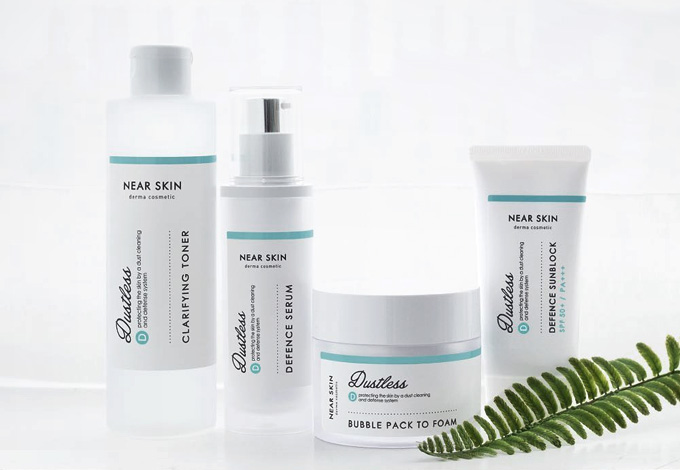 NEAR SKIN
derma cosmetic
Dustless
D protecting the skin by a dust cleaning
and defense system
CLARIFYING TONER
NEAR SKIN
derma cosmetic
Dustless
D protecting the skin by a dust cleaning
and defense system
DEFENCE SERUM
NEAR SKIN
derma cosmetic
Dustless
D protecting the skin by a dust cleaning
and defense system
BUBBLE PACK TO FOAM
NEAR SKIN
derma cosmetic
Dustless
D protecting the skin by a dust cleaning
and defense system
DEFENCE SUNBLOCK
SPF 50+ / PA+++